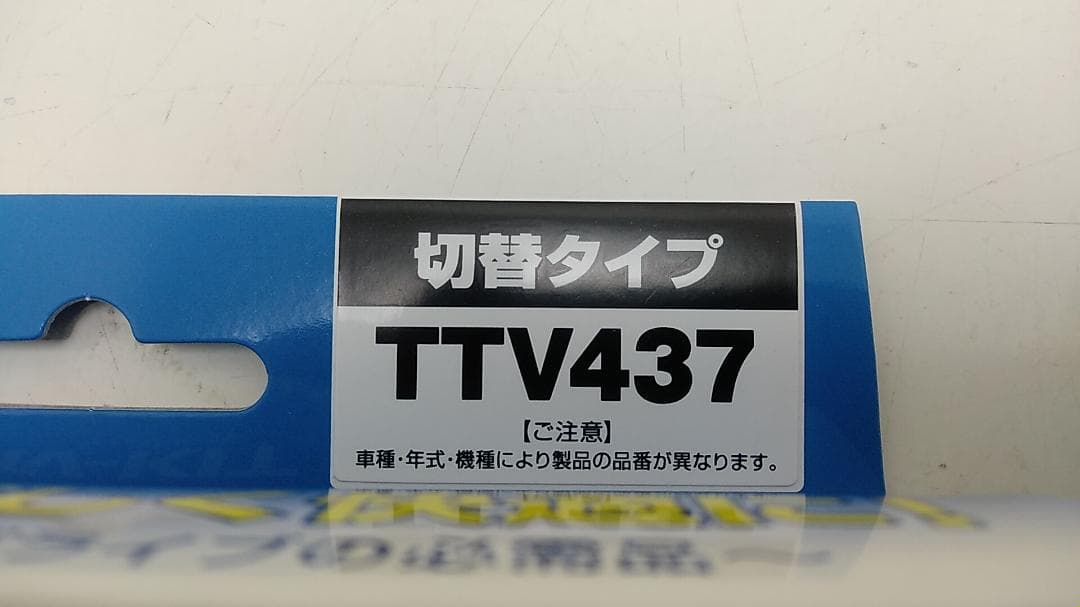 切替タイプ
TTV437
【ご注意】
車種・年式・機種により製品の品番が異なります。